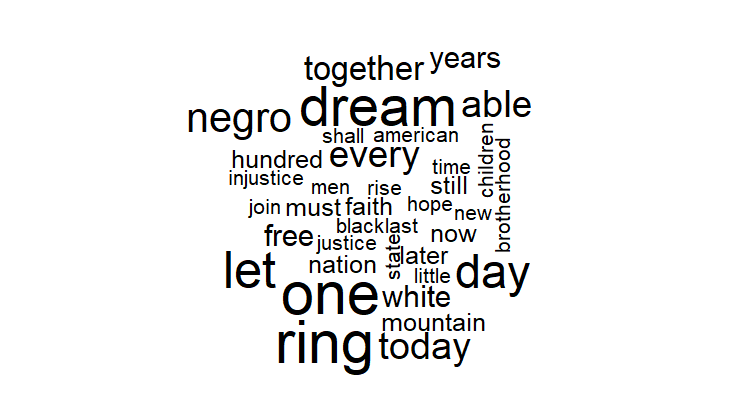 together years
negro dream able
shall american
hundred every time children
injustice men rise still brotherhood
join must faith hope new
black last
free justice state now
let nation later
little day
one white
mountain
ring today